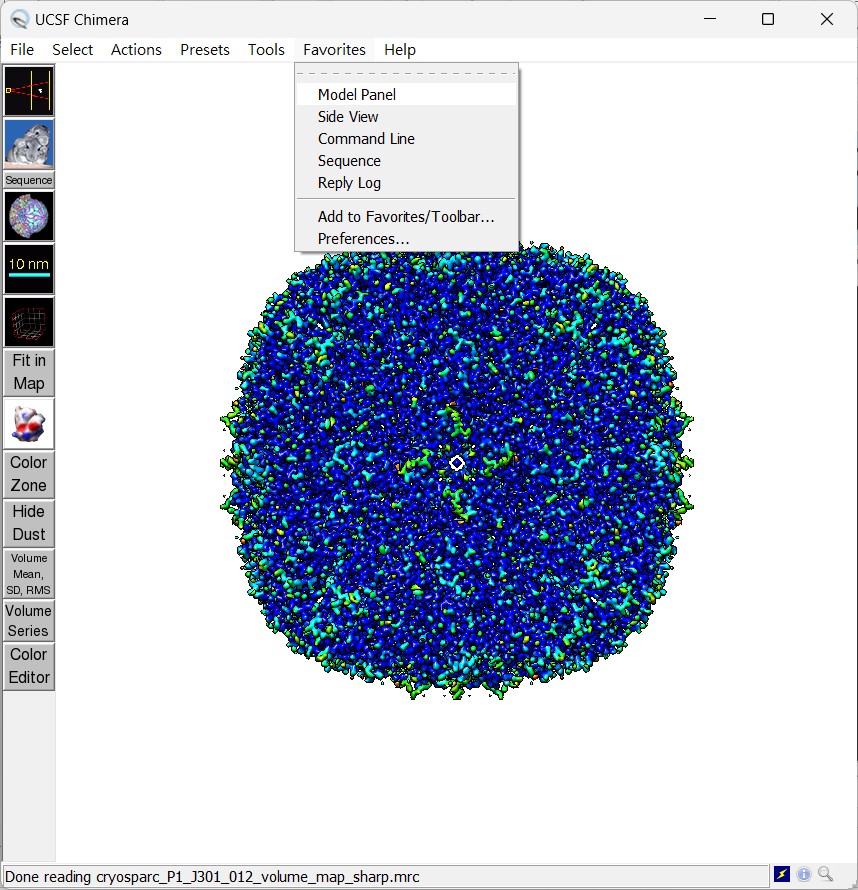 UCSF Chimera
File Select Actions Presets Tools Favorites Help
Model Panel
Side View
Command Line
Sequence
Reply Log
Add to Favorites/Toolbar...
Preferences...
Sequence
10 nm
Fit in
Map
Color
Zone
Hide
Dust
Volume
Mean,
SD, RMS
Volume
Series
Color
Editor
Done reading cryosparc_P1_J301_012_volume_map_sharp.mrc